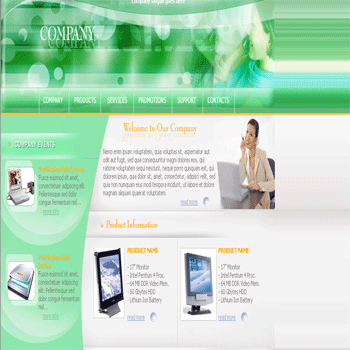 Company slogan goes here
COMPANY
COMPANY
PRODUCTS
SERVICES
PROMOTIONS
SUPPORT
CONTACTS
COMPANY EVENTS
Fusce euismod sit amet,
consectetuer adipiscing elit.
Pellentesque sed dolor
congue fermentum nisl....
more info
Fusce euismod sit amet,
consectetuer adipiscing elit.
Pellentesque sed dolor
congue fermentum nisl....
more info
Welcome to Our Company
Nemo enim ipsam voluptatem, quia voluptas sit, aspernatur aut
odit aut fugit, sed quia consequuntur magni dolores eos, qui
ratione voluptatem sequi nesciunt, neque porro quisquam est, qui
dolorem ipsum, quia dolor sit, amet, consectetur, adipisci velit, sed
quia non numquam eius mod tempora incidunt, ut labore et dolore
magnam aliquam quaerat voluptatem.
read more
» Product Information
PRODUCT NAME
- 17" Monitor
- Intel Pentium 4 Proc.
- 64 MB DDR Video Mem.
- 60 Gbytes HDD
- Lithium Ion Battery
read more
PRODUCT NAME
- 17" Monitor
- Intel Pentium 4 Proc.
- 64 MB DDR Video Mem.
- 60 Gbytes HDD
- Lithium Ion Battery
read more